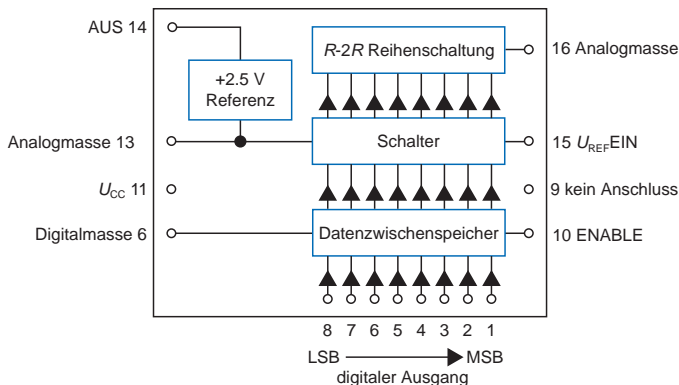 AUS 14
R-2R Reihenschaltung
16 Analogmasse
+2.5 V
Referenz
Analogmasse 13
Schalter
15 UREFEIN
UCC 11
9 kein Anschluss
Digitalmasse 6
Datenzwischenspeicher
10 ENABLE
8 7 6 5 4 3 2 1
LSB MSB
digitaler Ausgang